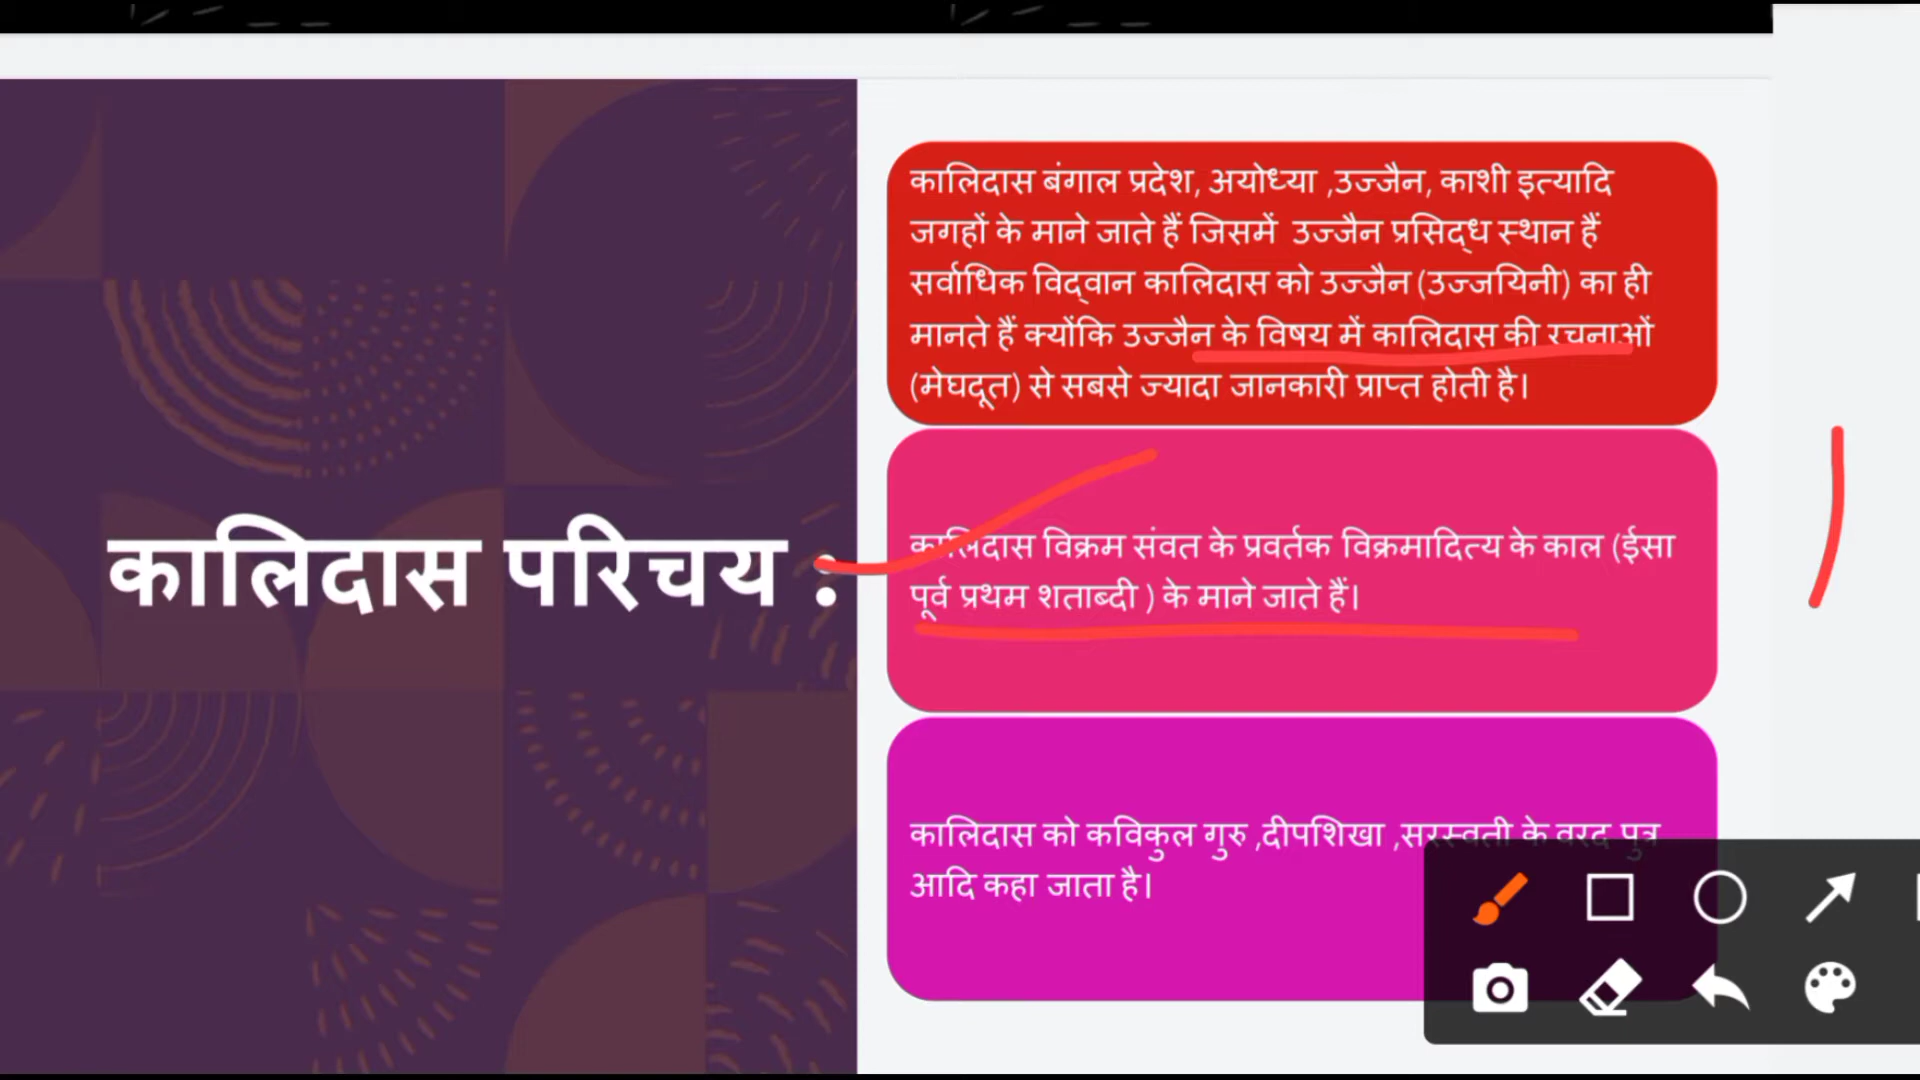 कालिदास परिचय :
कालिदास बंगाल प्रदेश, अयोध्या ,उज्जैन, काशी इत्यादि
जगहों के माने जाते हैं जिसमें उज्जैन प्रसिद्ध स्थान हैं
सर्वाधिक विद्वान कालिदास को उज्जैन (उज्जयिनी) का ही
मानते हैं क्योंकि उज्जैन के विषय में कालिदास की रचनाओं
(मेघदूत) से सबसे ज्यादा जानकारी प्राप्त होती है।
कालिदास विक्रम संवत के प्रवर्तक विक्रमादित्य के काल (ईसा
पूर्व प्रथम शताब्दी ) के माने जाते हैं।
कालिदास को कविकुल गुरु ,दीपशिखा ,सरस्वती के वरद पुत्र
आदि कहा जाता है।